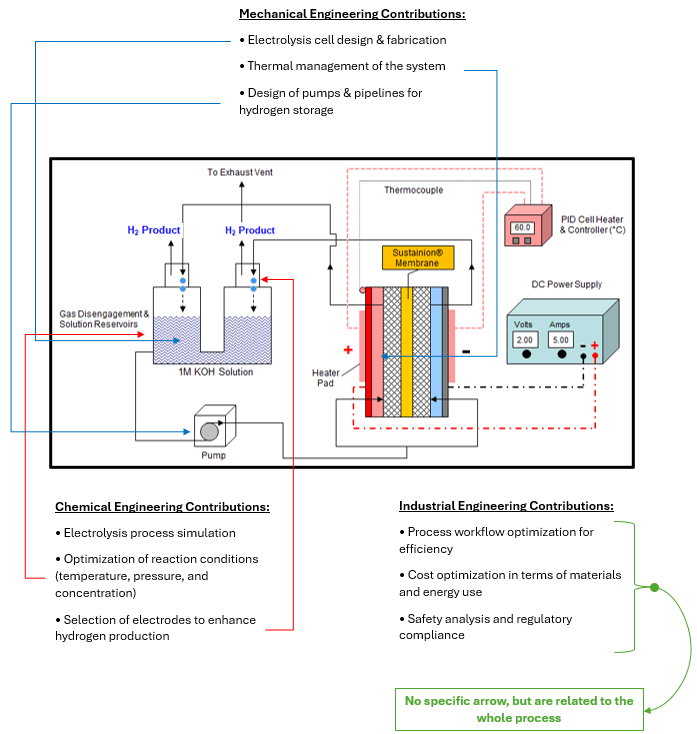 Mechanical Engineering Contributions:
• Electrolysis cell design & fabrication
• Thermal management of the system
• Design of pumps & pipelines for
hydrogen storage
To Exhaust Vent
H2 Product
H2 Product
Thermocouple
Sustainion®
Membrane
60.0
PID Cell Heater
& Controller (°C)
DC Power Supply
Volts
Amps
2.00
5.00
- +
Gas Disengagement &
Solution Reservoirs
+
-
Heater
Pad
1M KOH Solution
Pump
Chemical Engineering Contributions:
• Electrolysis process simulation
• Optimization of reaction conditions
(temperature, pressure, and
concentration)
• Selection of electrodes to enhance
hydrogen production
Industrial Engineering Contributions:
• Process workflow optimization for
efficiency
• Cost optimization in terms of materials
and energy use
• Safety analysis and regulatory
compliance
No specific arrow, but are related to the
whole process